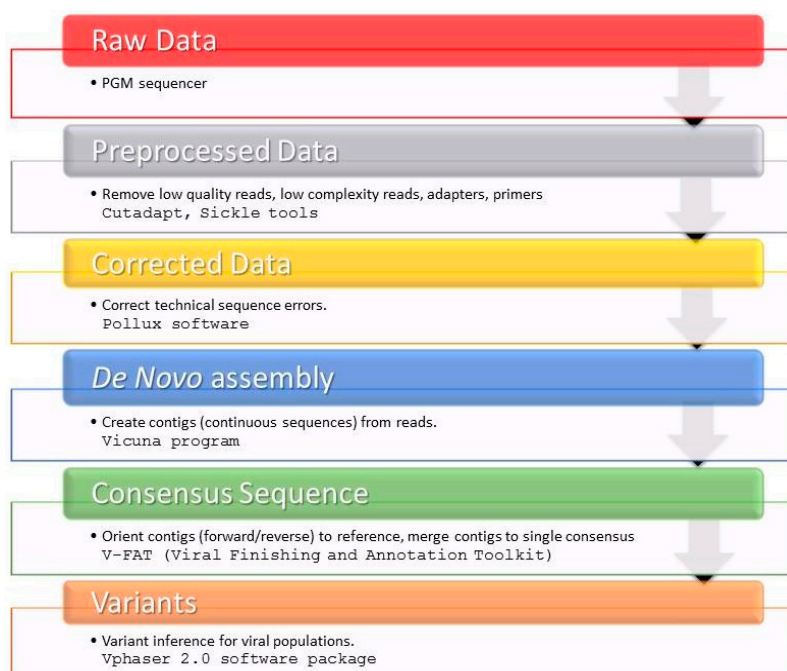 Raw Data
• PGM sequencer
Preprocessed Data
• Remove low quality reads, low complexity reads, adapters, primers
Cutadapt, Sickle tools
Corrected Data
• Correct technical sequence errors.
Pollux software
De Novo assembly
• Create contigs (continuous sequences) from reads.
Vicuna program
Consensus Sequence
• Orient contigs (forward/reverse) to reference, merge contigs to single consensus
V-FAT (Viral Finishing and Annotation Toolkit)
Variants
• Variant inference for viral populations.
Vphaser 2.0 software package